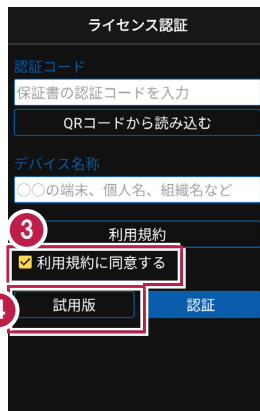 ライセンス認証
認証コード
保証書の認証コードを入力
QRコードから読み込む
デバイス名称
○○の端末、個人名、組織名など
3
利用規約
利用規約に同意する
4
試用版
認証